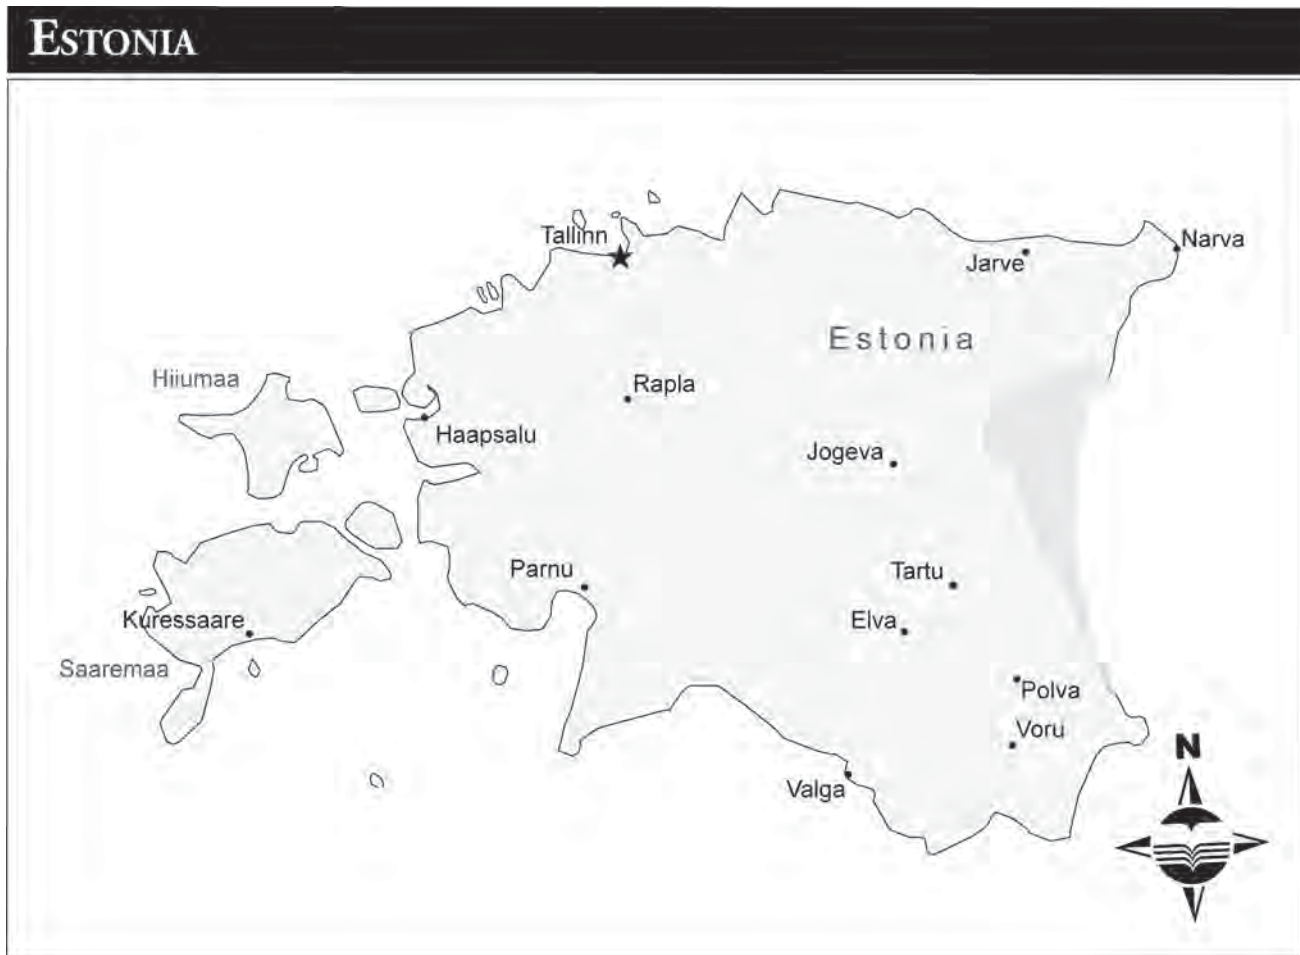 ESTONIA
Tallinn
Narva
Jarve
Estonia
Hiiumaa
Rapla
Haapsalu
Jogeva
Parnu
Tartu
Kuressaare
Elva
Saaremaa
Polva
Voru
N
Valga